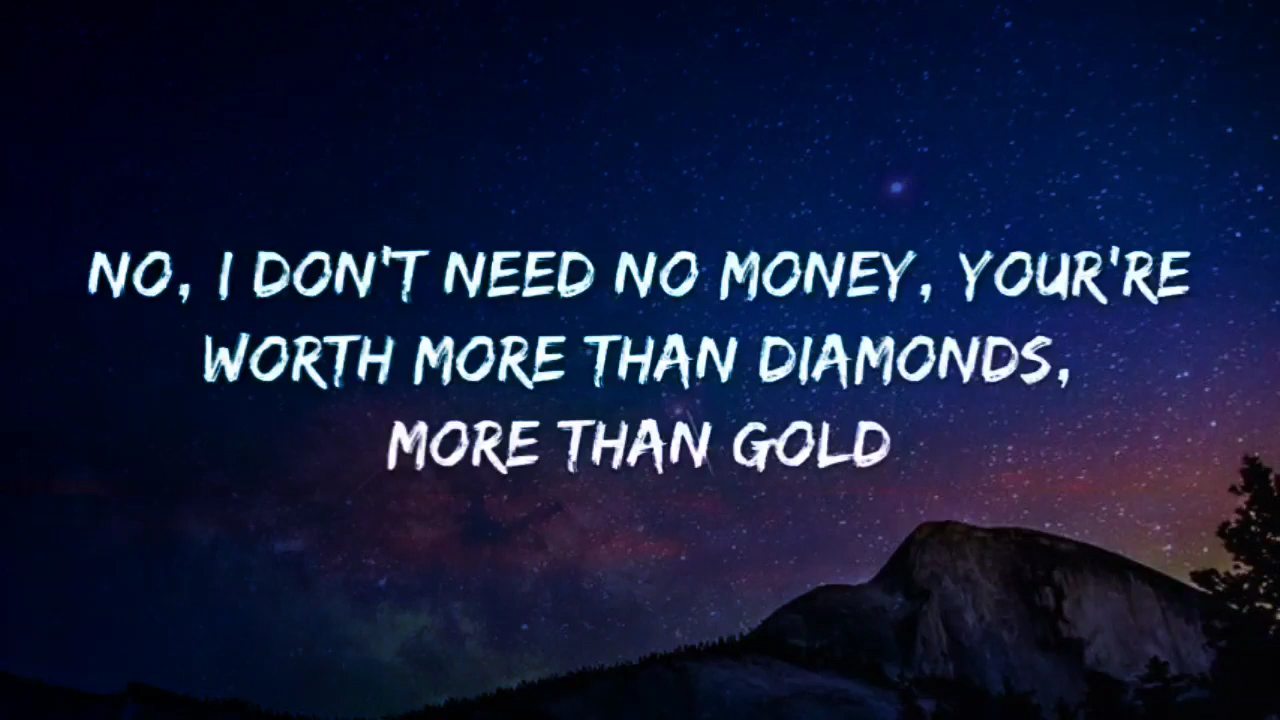 NO, I DON'T NEED NO MONEY, YOUR'RE
WORTH MORE THAN DIAMONDS,
MORE THAN GOLD